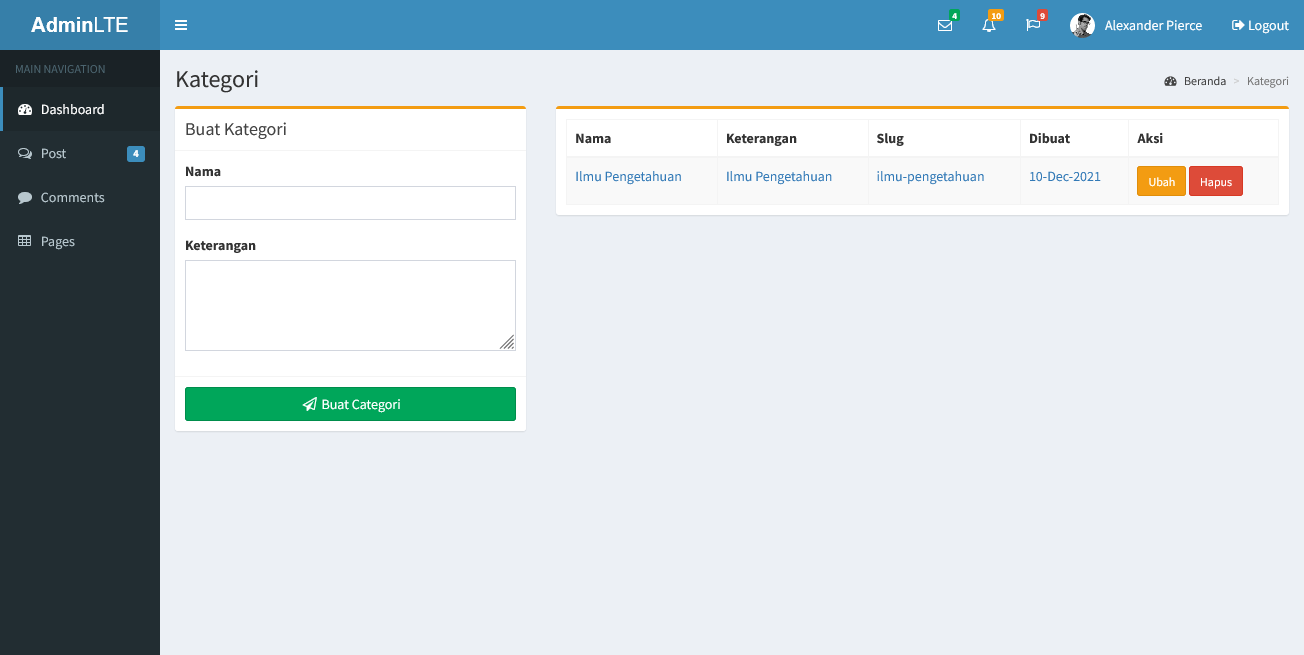 AdminLTE
4
10
9
Alexander Pierce
Logout
MAIN NAVIGATION
Dashboard
Post 4
Comments
Pages
Kategori
Beranda > Kategori
Buat Kategori
Nama
Keterangan
Buat Categori
Nama Keterangan Slug Dibuat Aksi
Ilmu Pengetahuan Ilmu Pengetahuan ilmu-pengetahuan 10-Dec-2021 Ubah Hapus